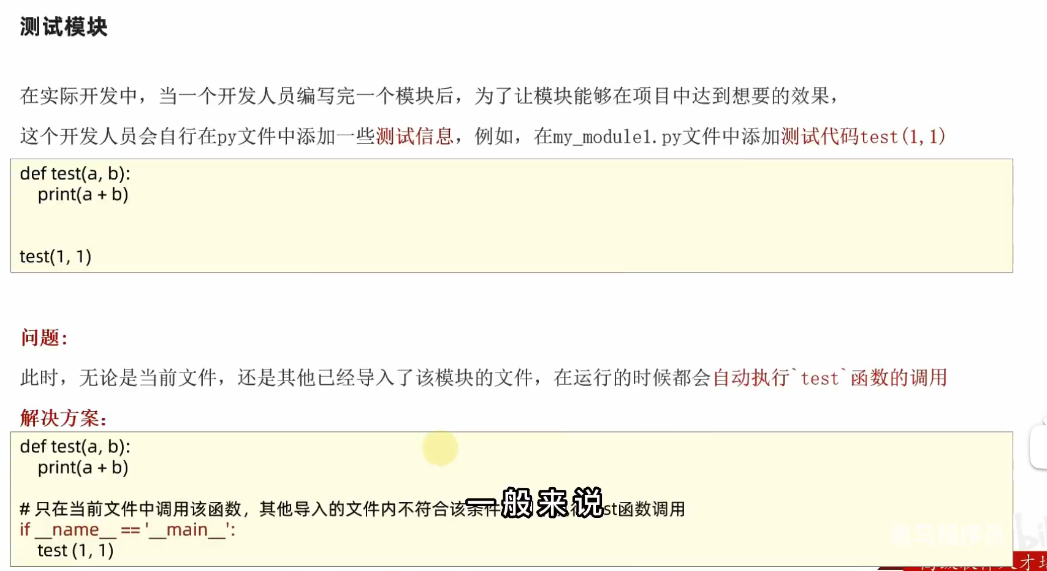 测试模块
在实际开发中，当一个开发人员编写完一个模块后，为了让模块能够在项目中达到想要的效果，
这个开发人员会自行在py文件中添加一些测试信息，例如，在my_module1.py文件中添加测试代码test(1,1)
def test(a, b):
print(a + b)
test(1, 1)
问题:
此时，无论是当前文件，还是其他已经导入了该模块的文件，在运行的时候都会自动执行`test`函数的调用
解决方案:
def test(a, b):
print(a + b)
# 只在当前文件中调用该函数，其他导入的文件内不符合该条件 st函数调用
一般来说
if __name__ == '__main__':
test (1, 1)